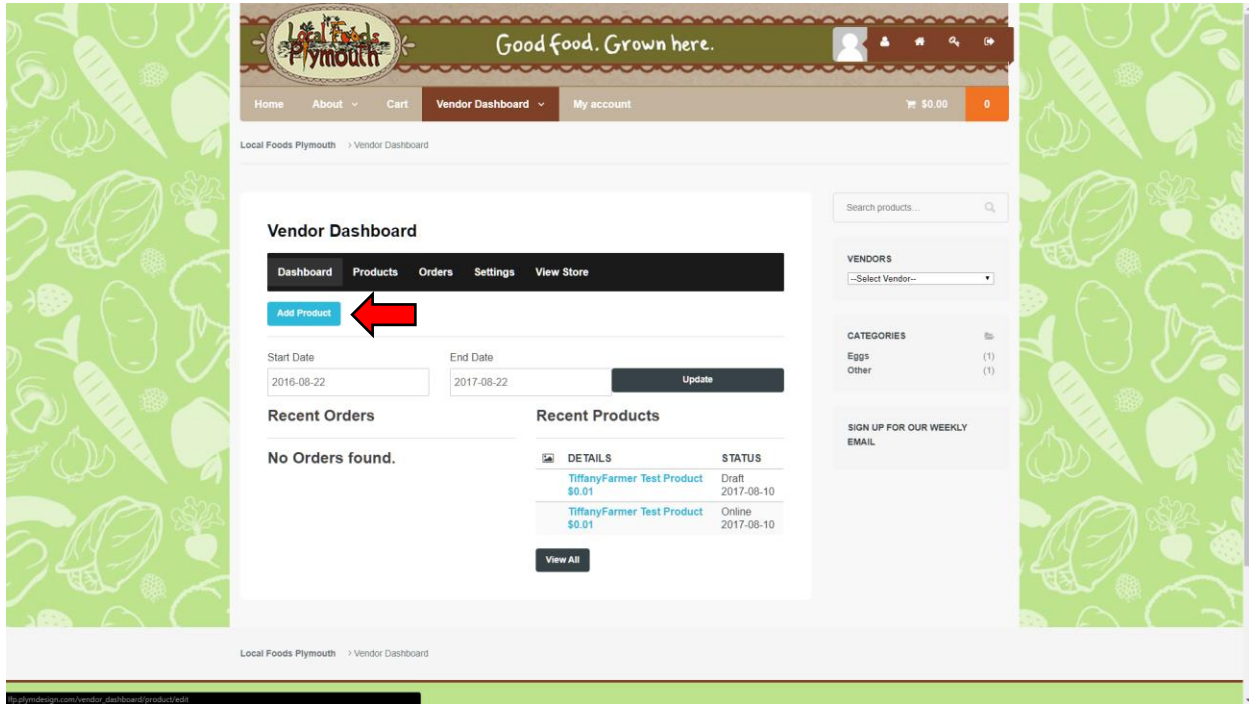 Local Foods
Plymouth
Good food. Grown here.
Home About Cart Vendor Dashboard My account $0.00 0
Local Foods Plymouth › Vendor Dashboard
Search products...
Vendor Dashboard
Dashboard Products Orders Settings View Store
VENDORS
--Select Vendor--
Add Product
CATEGORIES
Eggs (1)
Other (1)
Start Date End Date
2016-08-22 2017-08-22 Update
Recent Orders Recent Products
SIGN UP FOR OUR WEEKLY
EMAIL
No Orders found.
DETAILS STATUS
TiffanyFarmer Test Product Draft
$0.01 2017-08-10
TiffanyFarmer Test Product Online
$0.01 2017-08-10
View All
Local Foods Plymouth › Vendor Dashboard
lfp.plymdesign.com/vendor_dashboard/product/edit